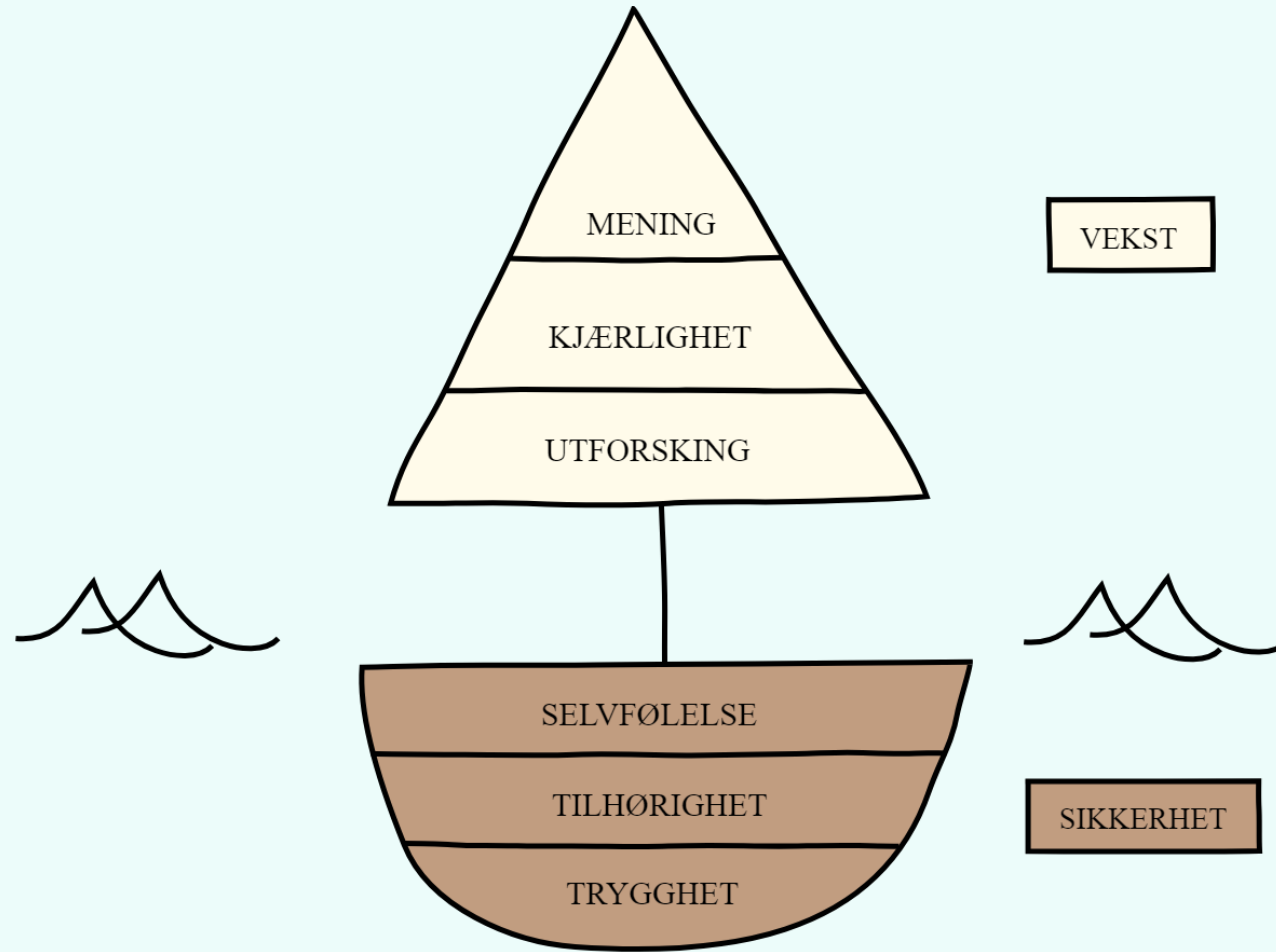 MENING
VEKST
KJÆRLIGHET
UTFORSKING
SELVFØLELSE
TILHØRIGHET
SIKKERHET
TRYGGHET